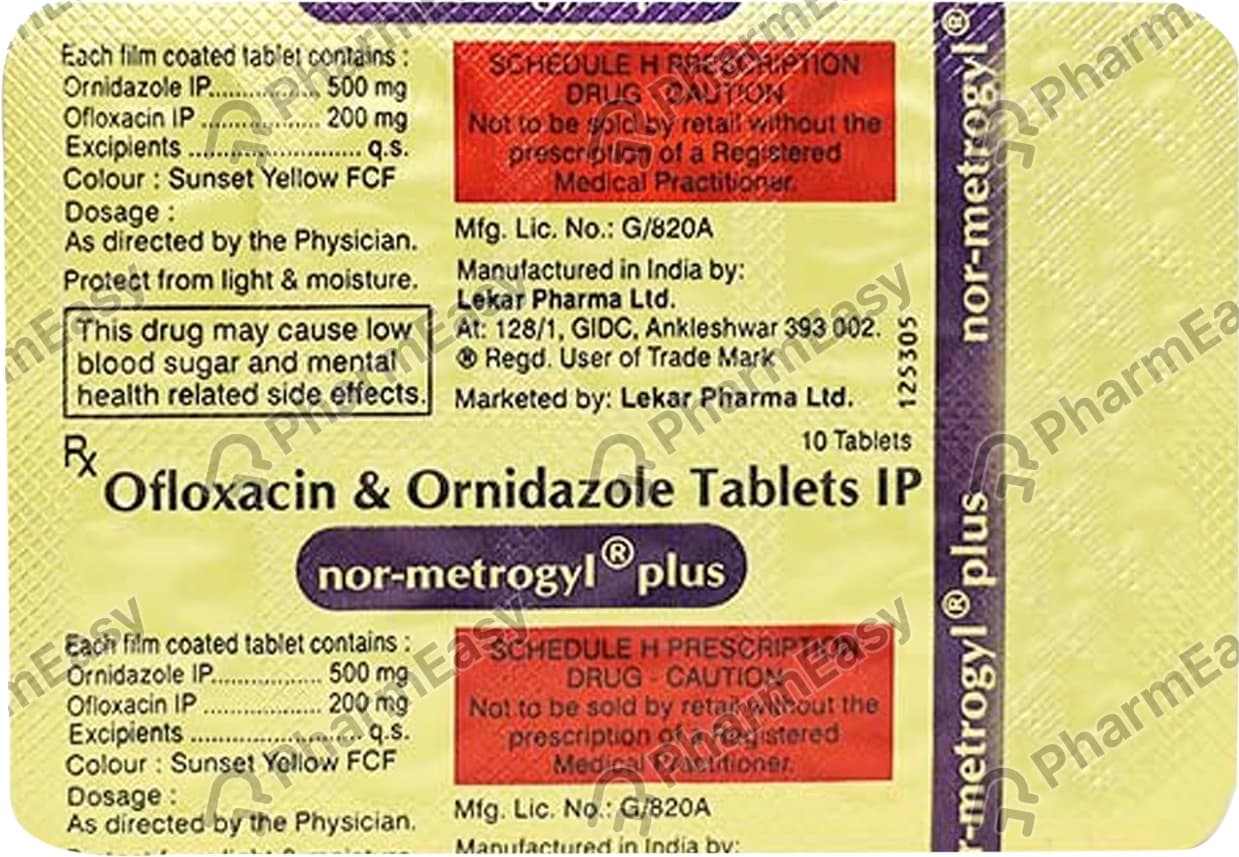 Each film coated tablet contains :
Ornidazole IP................ 500 mg
Ofloxacin IP .................. 200 mg
Excipients .......................... q.s.
Colour : Sunset Yellow FCF
Dosage :
As directed by the Physician.
Protect from light & moisture.
This drug may cause low
blood sugar and mental
health related side effects.
SCHEDULE H PRESCRIPTION
DRUG - CAUTION
Not to be sold by retail without the
prescription of a Registered
Medical Practitioner.
Mfg. Lic. No.: G/820A
Manufactured in India by:
Lekar Pharma Ltd.
At: 128/1, GIDC, Ankleshwar 393 002.
® Regd. User of Trade Mark
Marketed by: Lekar Pharma Ltd.
125305
10 Tablets
Rx
Ofloxacin & Ornidazole Tablets IP
nor-metrogyl® plus
Each film coated tablet contains :
Ornidazole IP................ 500 mg
Ofloxacin IP .................. 200 mg
Excipients .......................... q.s.
Colour : Sunset Yellow FCF
Dosage :
As directed by the Physician.
SCHEDULE H PRESCRIPTION
DRUG - CAUTION
Not to be sold by retail without the
prescription of a Registered
Medical Practitioner.
Mfg. Lic. No.: G/820A
Manufactured in India by:
nor-metrogyl®
r-metrogyl® plus
PharmEasy